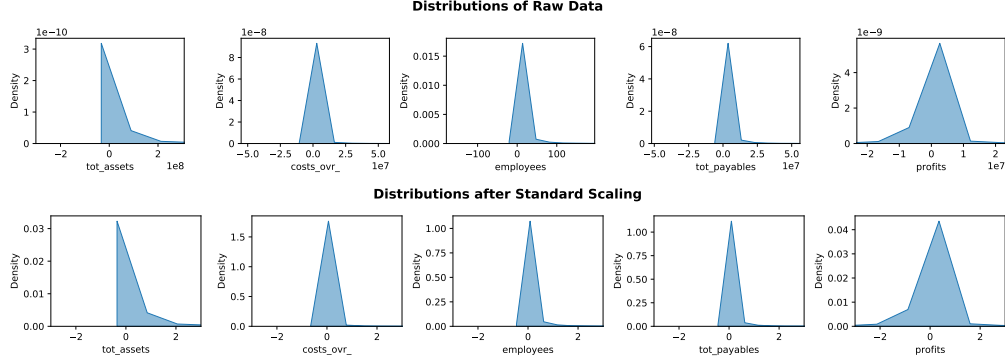 Distributions of Raw Data
1e−10 1e−8 1e−8 1e−9
Density 3 2 1 0
Density 8 6 4 2 0
Density 0.015 0.010 0.005 0.000
Density 6 4 2 0
Density 4 2 0
−2 0 2 1e8
−5.0 −2.5 0.0 2.5 5.0 1e7
−100 0 100
−5.0 −2.5 0.0 2.5 5.0 1e7
−2 −1 0 1 2 1e7
tot_assets costs_ovr_ employees tot_payables profits
Distributions after Standard Scaling
Density 0.03 0.02 0.01 0.00
Density 1.5 1.0 0.5 0.0
Density 1.00 0.75 0.50 0.25 0.00
Density 1.00 0.75 0.50 0.25 0.00
Density 0.04 0.03 0.02 0.01 0.00
−2 0 2
−2 0 2
−2 0 2
−2 0 2
−2 0 2
tot_assets costs_ovr_ employees tot_payables profits